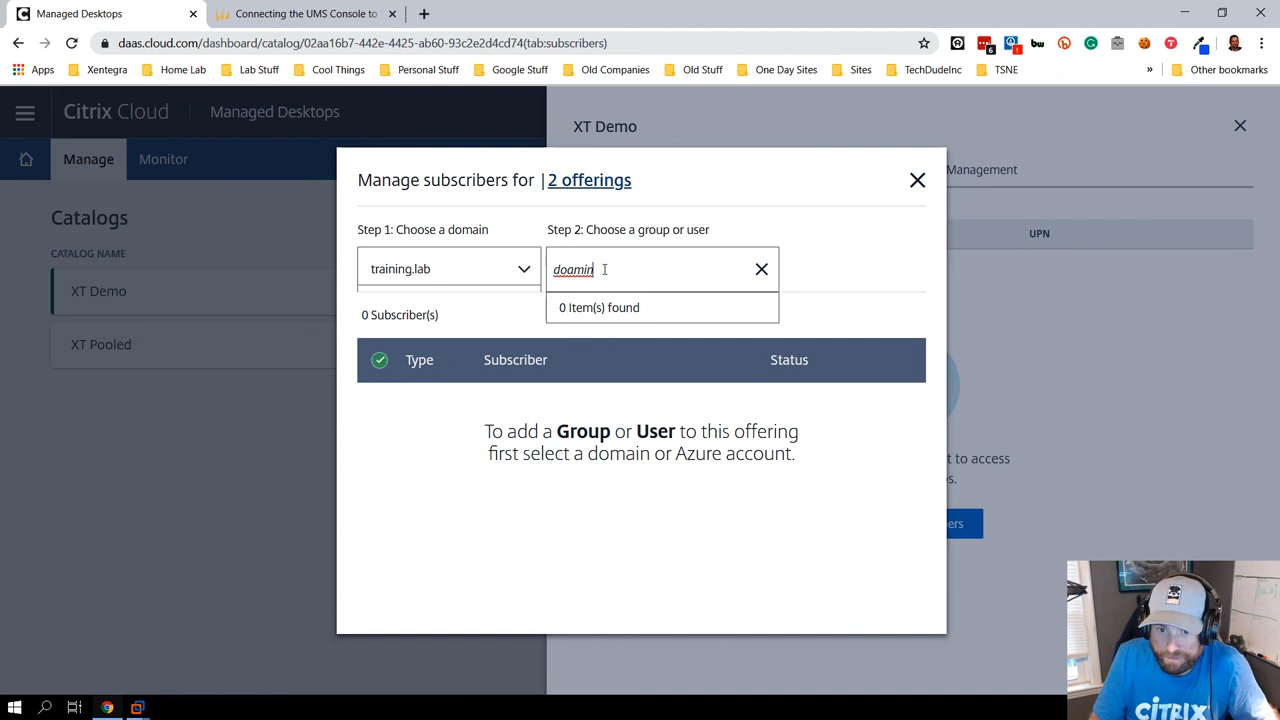 Managed Desktops
Connecting the UMS Console to
daas.cloud.com/dashboard/catalog/02aa16b7-442e-4425-ab60-93c2e2d4cd74(tab:subscribers)
Apps
Xentegra
Home Lab
Lab Stuff
Cool Things
Personal Stuff
Google Stuff
Old Companies
Old Stuff
One Day Sites
Sites
TechDudeInc
TSNE
»
Other bookmarks
Citrix Cloud
Managed Desktops
XT Demo
Manage
Monitor
Management
Manage subscribers for | 2 offerings
Catalogs
CATALOG NAME
UPN
Step 1: Choose a domain
Step 2: Choose a group or user
training.lab
doamin
XT Demo
0 Item(s) found
0 Subscriber(s)
XT Pooled
Type
Subscriber
Status
To add a Group or User to this offering
first select a domain or Azure account.
t to access
s.
ers
CİTRIX